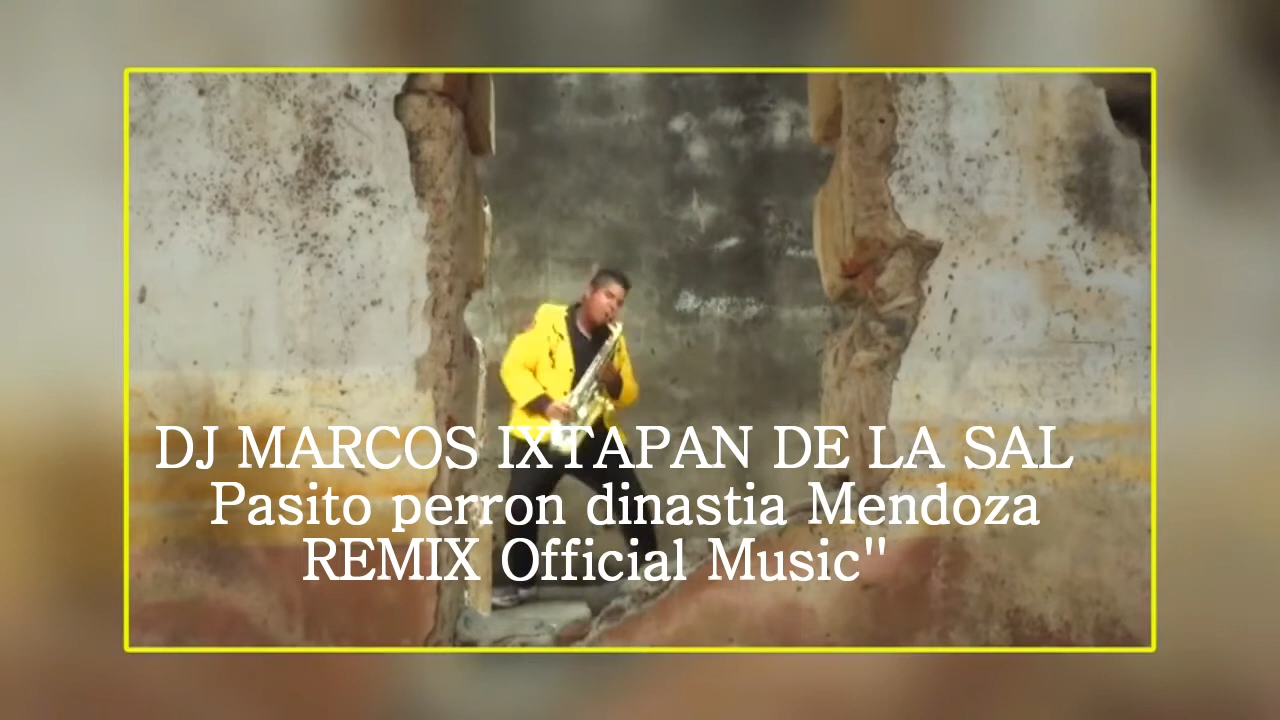 DJ MARCOS IXTAPAN DE LA SAL
Pasito perron dinastia Mendoza
REMIX Official Music"